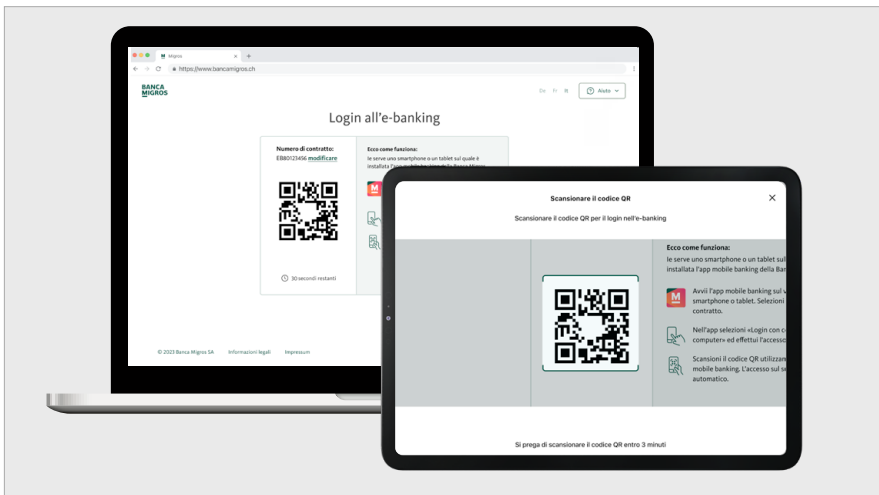 Migros
https://www.bancamigros.ch
BANCA
MIGROS
De Fr It
Aiuto
Login all'e-banking
Numero di contratto:
EB80123456 modificare
Ecco come funziona:
le serve uno smartphone o un tablet sul quale è
30 secondi restanti
© 2023 Banca Migros SA Informazioni legali Impressum
Scansionare il codice QR
Scansionare il codice QR per il login nell'e-banking
Ecco come funziona:
le serve uno smartphone o un tablet sul
installata l'app mobile banking della Ban
M
Avvii l'app mobile banking sul
smartphone o tablet. Selezioni
contratto.
Nell'app selezioni «Login con c
computer» ed effettui l'accesso
Scansioni il codice QR utilizzan
mobile banking. L'accesso sul se
automatico.
Si prega di scansionare il codice QR entro 3 minuti